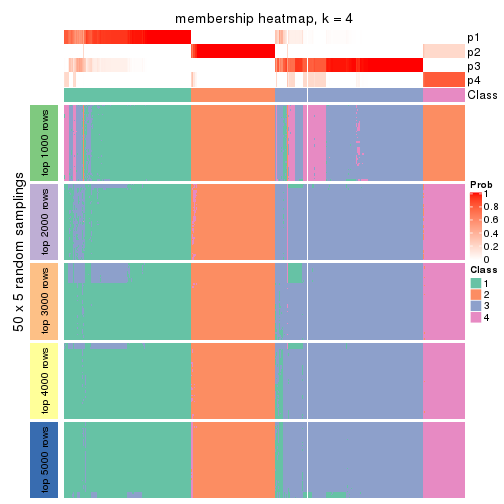 membership heatmap, k = 4
p1
p2
p3
p4
Class
50 x 5 random samplings
top 1000 rows
top 2000 rows
top 3000 rows
top 4000 rows
top 5000 rows
Prob
1
0.8
0.6
0.4
0.2
0
Class
1
2
3
4